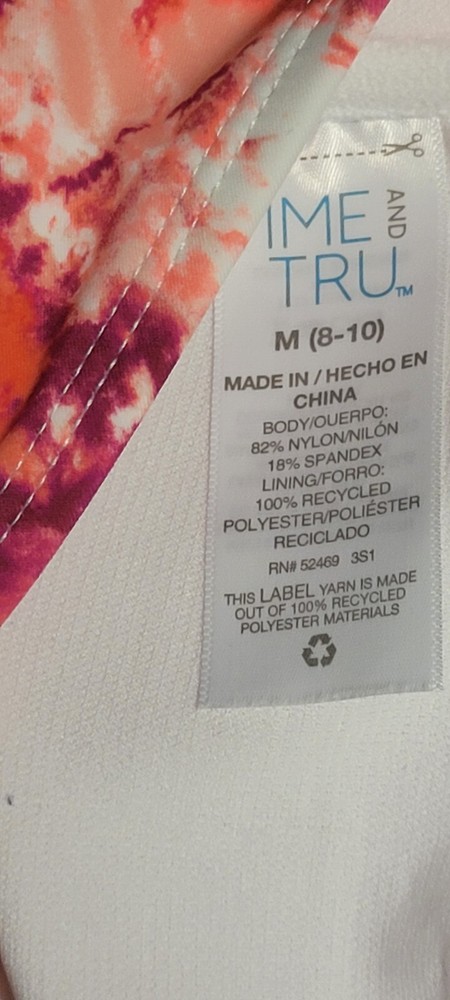 IME AND
TRU™
M (8-10)
MADE IN / HECHO EN
CHINA
BODY/OUERPO:
82% NYLON/NILÓN
18% SPANDEX
LINING/FORRO:
100% RECYCLED
POLYESTER/POLIÉSTER
RECICLADO
RN# 52469 3S1
THIS LABEL YARN IS MADE
OUT OF 100% RECYCLED
POLYESTER MATERIALS